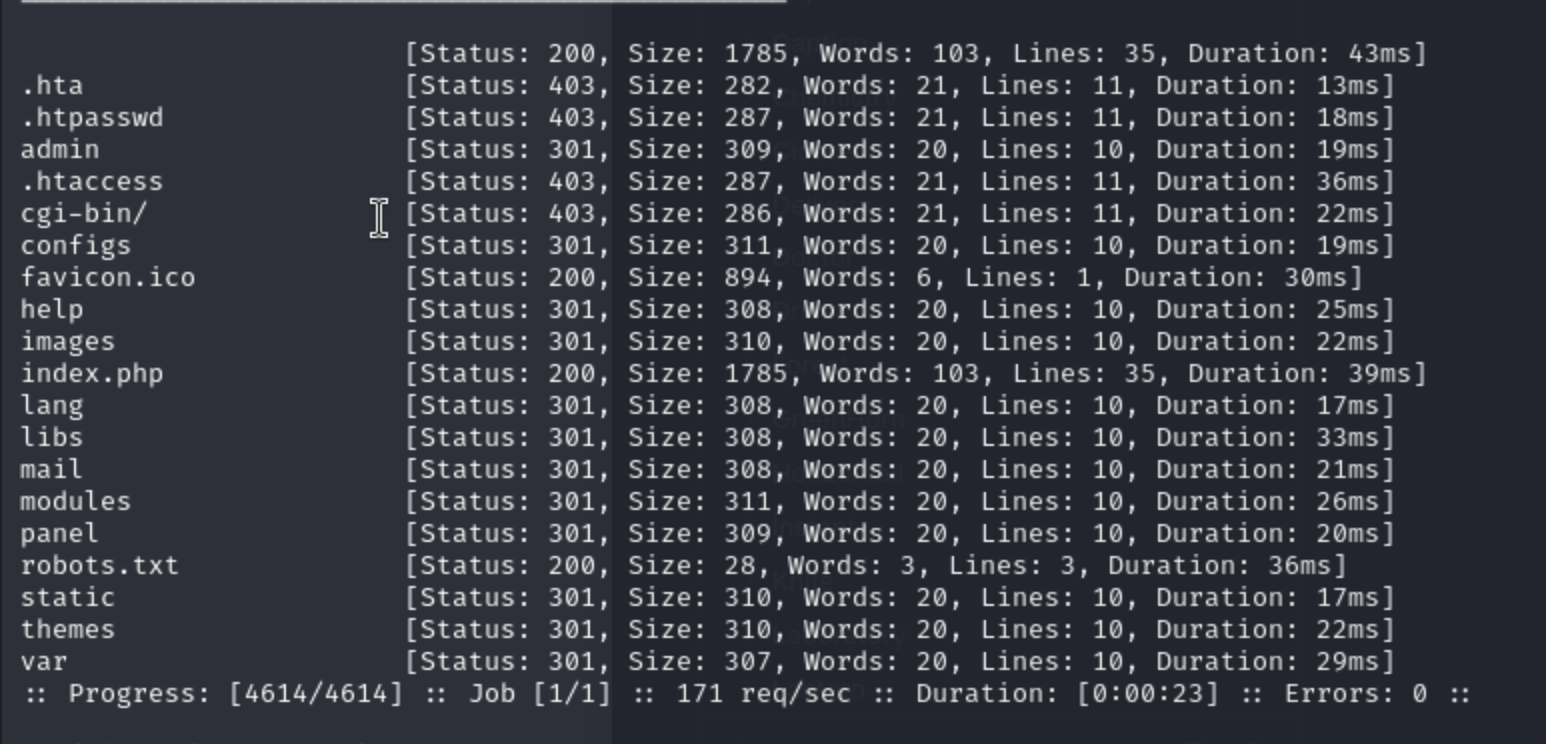 [Status: 200, Size: 1785, Words: 103, Lines: 35, Duration: 43ms]
.hta [Status: 403, Size: 282, Words: 21, Lines: 11, Duration: 13ms]
.htpasswd [Status: 403, Size: 287, Words: 21, Lines: 11, Duration: 18ms]
admin [Status: 301, Size: 309, Words: 20, Lines: 10, Duration: 19ms]
.htaccess [Status: 403, Size: 287, Words: 21, Lines: 11, Duration: 36ms]
cgi-bin/ [Status: 403, Size: 286, Words: 21, Lines: 11, Duration: 22ms]
configs [Status: 301, Size: 311, Words: 20, Lines: 10, Duration: 19ms]
favicon.ico [Status: 200, Size: 894, Words: 6, Lines: 1, Duration: 30ms]
help [Status: 301, Size: 308, Words: 20, Lines: 10, Duration: 25ms]
images [Status: 301, Size: 310, Words: 20, Lines: 10, Duration: 22ms]
index.php [Status: 200, Size: 1785, Words: 103, Lines: 35, Duration: 39ms]
lang [Status: 301, Size: 308, Words: 20, Lines: 10, Duration: 17ms]
libs [Status: 301, Size: 308, Words: 20, Lines: 10, Duration: 33ms]
mail [Status: 301, Size: 308, Words: 20, Lines: 10, Duration: 21ms]
modules [Status: 301, Size: 311, Words: 20, Lines: 10, Duration: 26ms]
panel [Status: 301, Size: 309, Words: 20, Lines: 10, Duration: 20ms]
robots.txt [Status: 200, Size: 28, Words: 3, Lines: 3, Duration: 36ms]
static [Status: 301, Size: 310, Words: 20, Lines: 10, Duration: 17ms]
themes [Status: 301, Size: 310, Words: 20, Lines: 10, Duration: 22ms]
var [Status: 301, Size: 307, Words: 20, Lines: 10, Duration: 29ms]
:: Progress: [4614/4614] :: Job [1/1] :: 171 req/sec :: Duration: [0:00:23] :: Errors: 0 ::